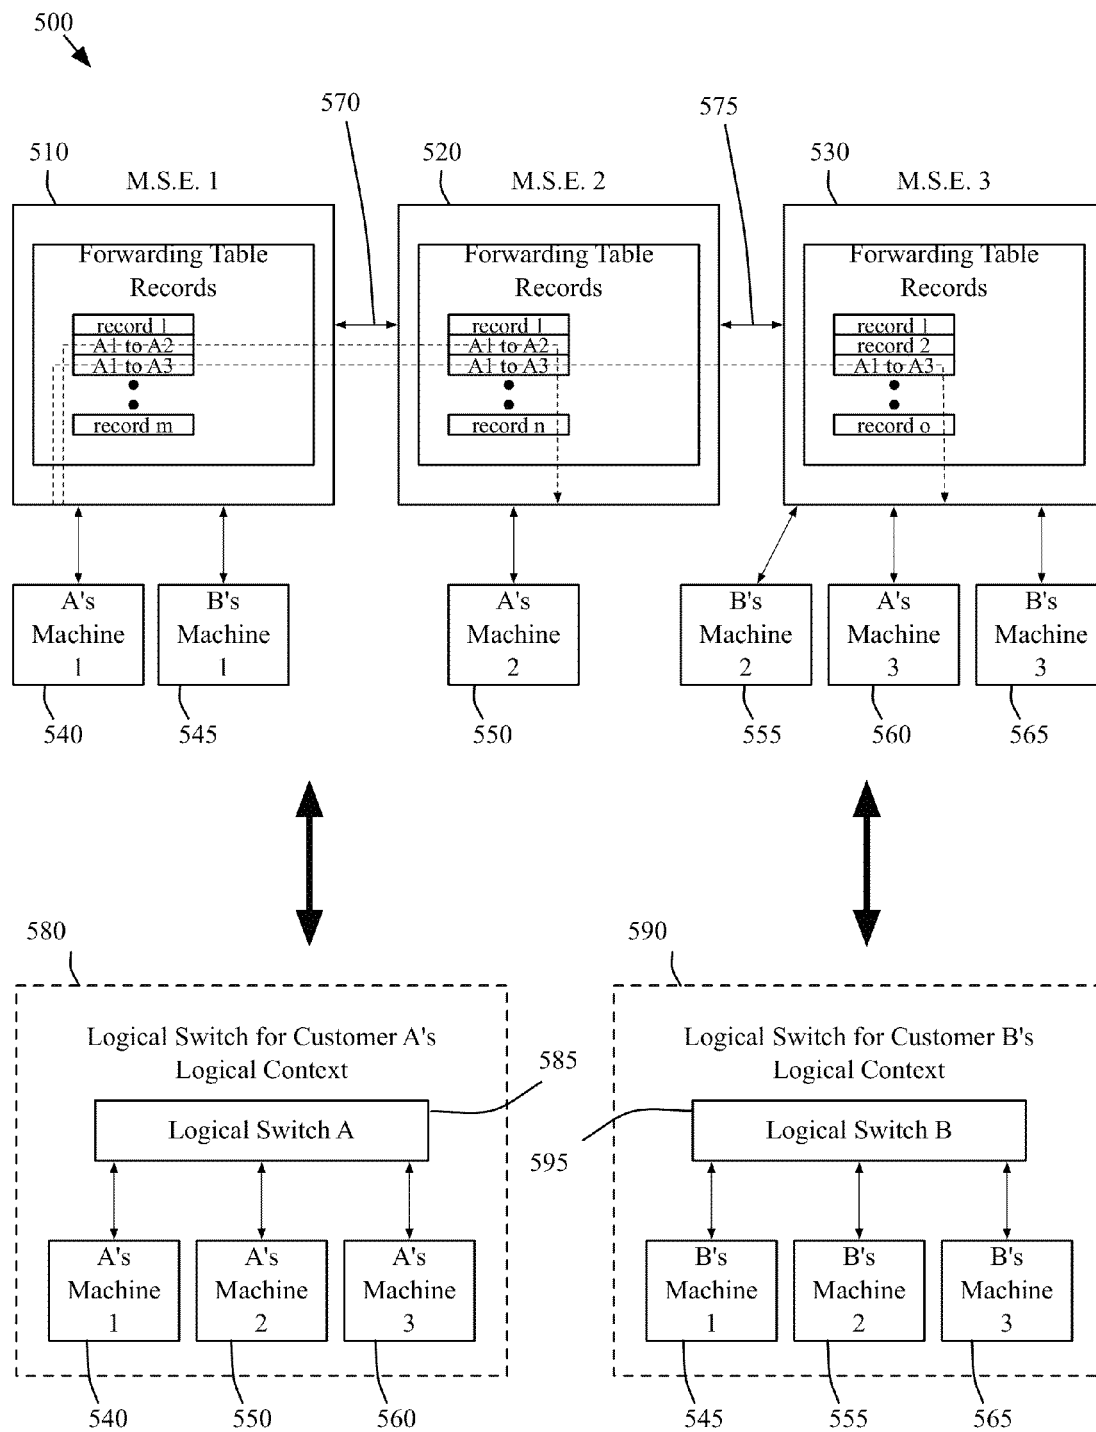 500
570
575
510
520
530
M.S.E. 1
M.S.E. 2
M.S.E. 3
Forwarding Table
Records
record 1
A1 to A2
A1 to A3
record m
Forwarding Table
Records
record 1
A1 to A2
A1 to A3
record n
Forwarding Table
Records
record 1
record 2
A1 to A3
record o
A's
Machine
1
B's
Machine
1
A's
Machine
2
B's
Machine
2
A's
Machine
3
B's
Machine
3
540
545
550
555
560
565
580
590
Logical Switch for Customer A's
Logical Context
585
Logical Switch A
A's
Machine
1
A's
Machine
2
A's
Machine
3
540
550
560
Logical Switch for Customer B's
Logical Context
595
Logical Switch B
B's
Machine
1
B's
Machine
2
B's
Machine
3
545
555
565